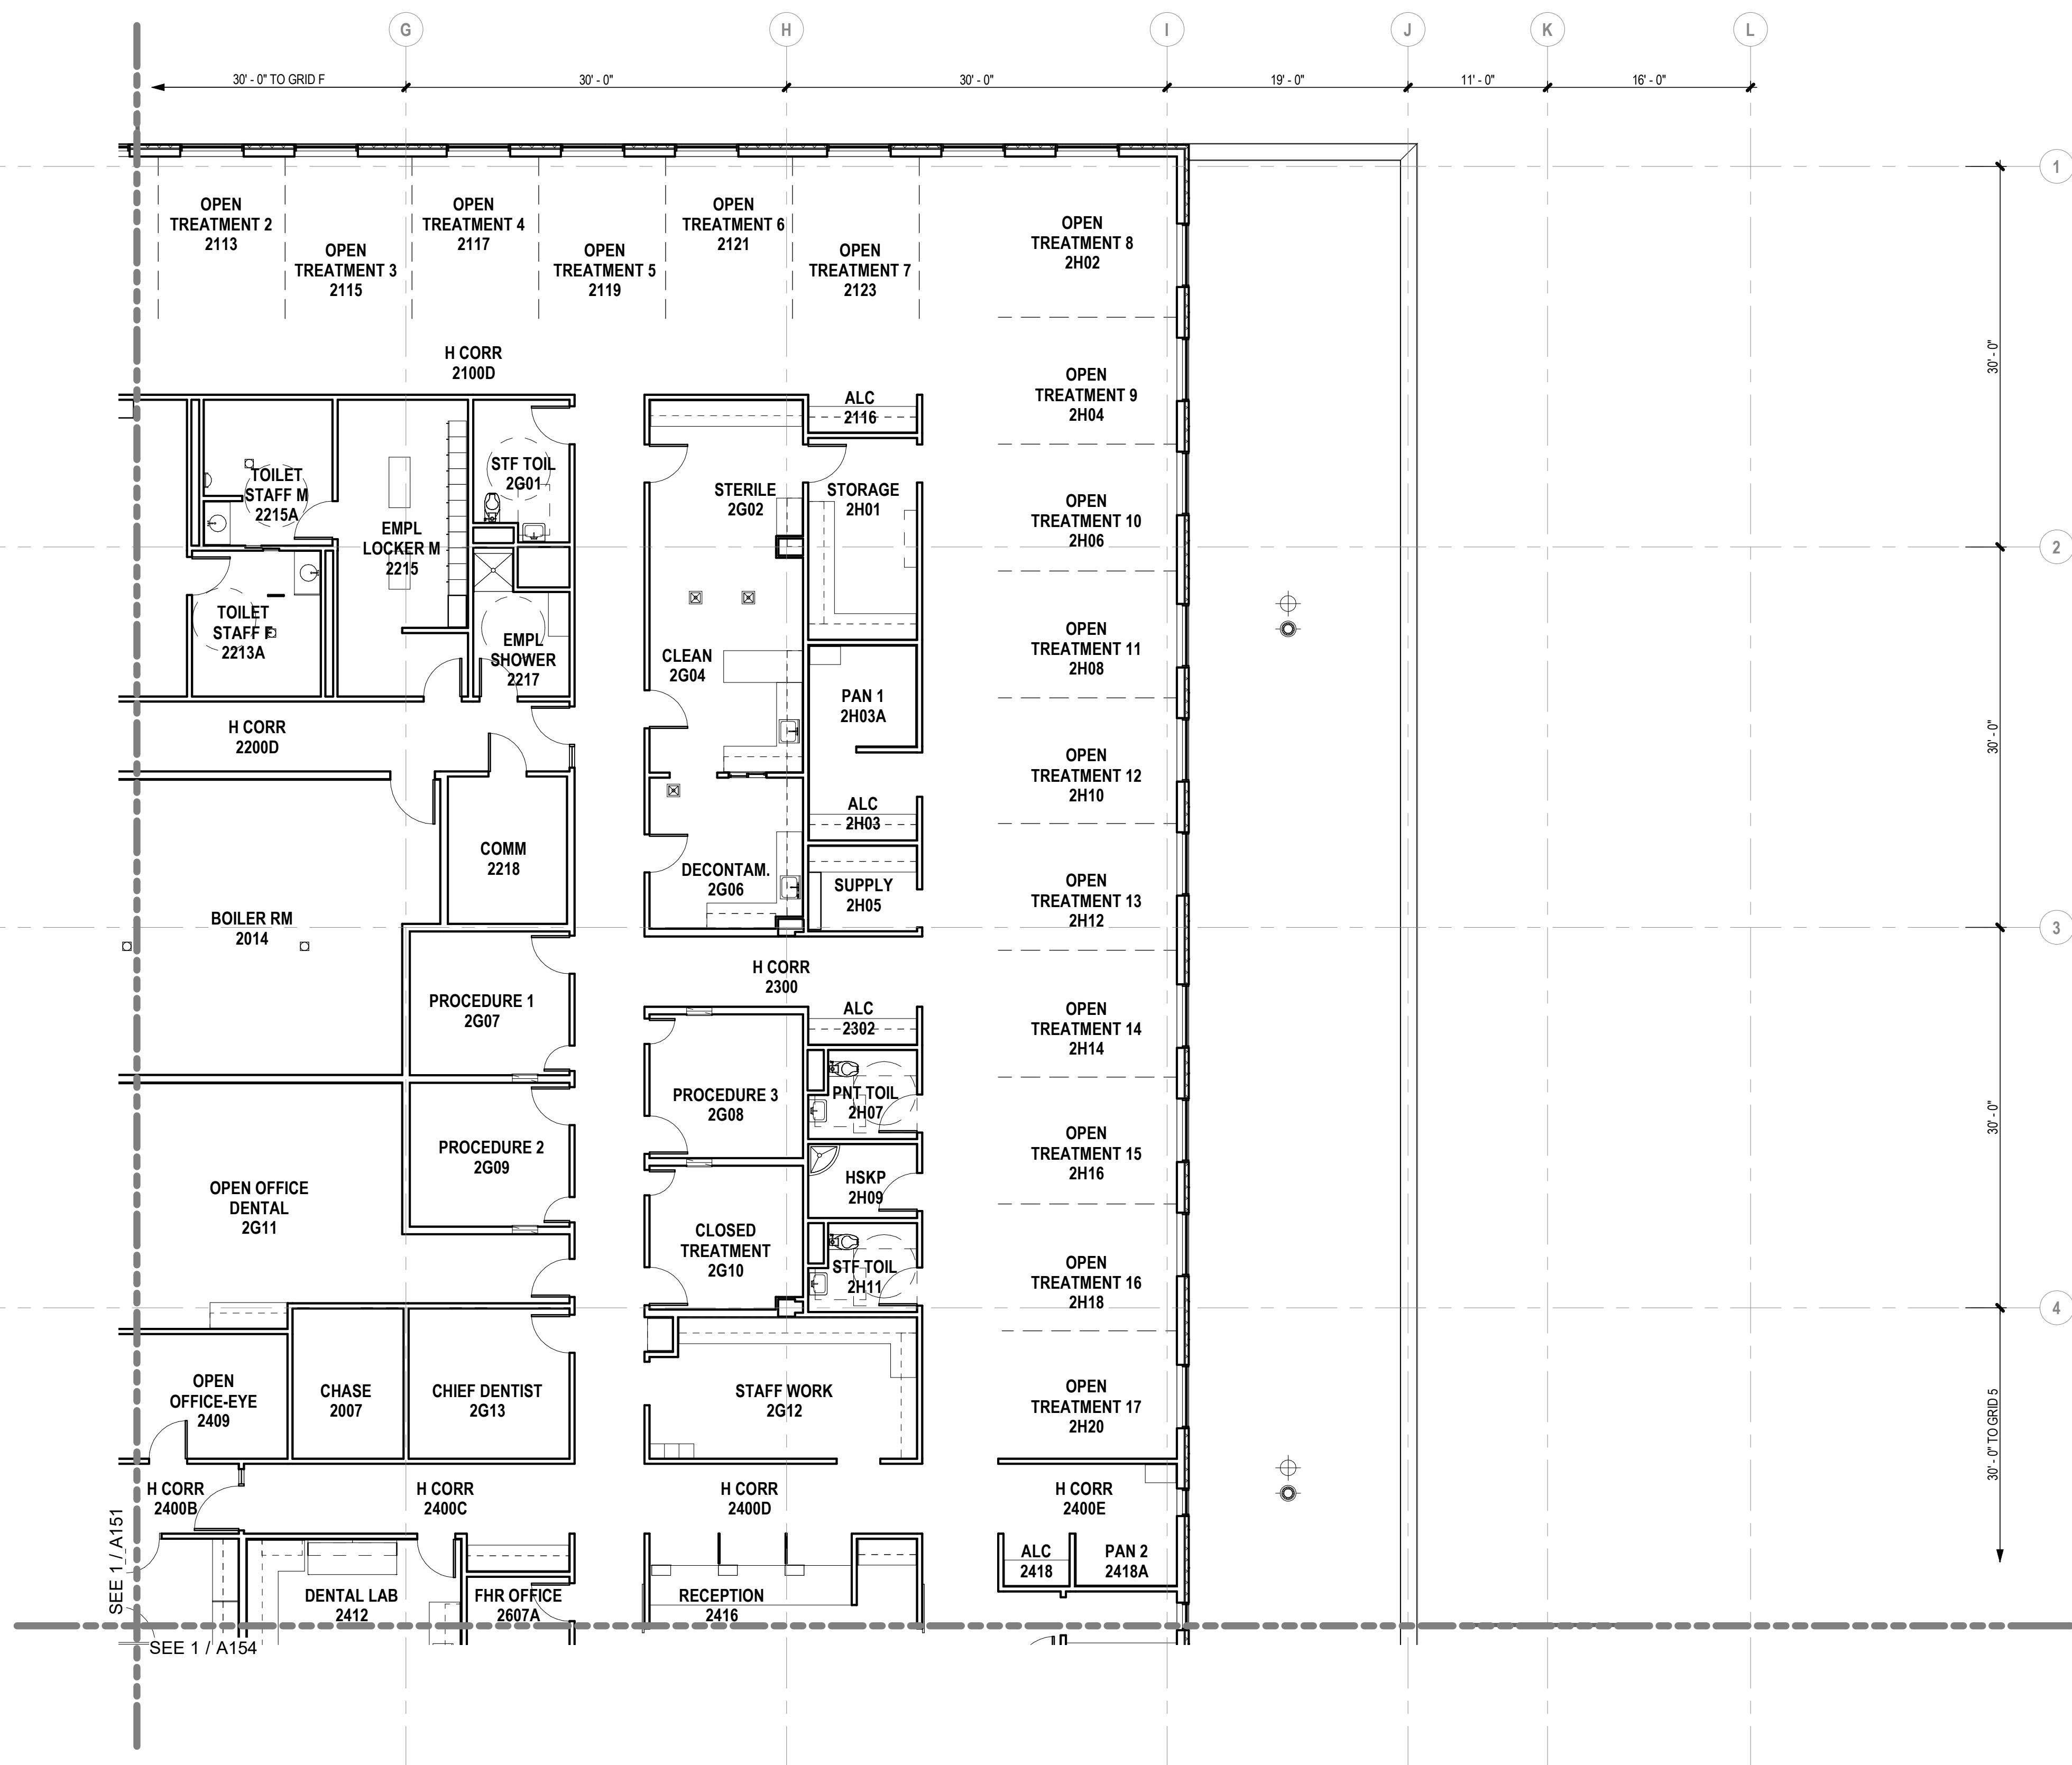 G
H
I
J
K
L
30' - 0" TO GRID F
30' - 0"
30' - 0"
19' - 0"
11' - 0"
16' - 0"
1
2
3
4
30' - 0"
30' - 0"
30' - 0"
30' - 0" TO GRID 5
OPEN
TREATMENT 2
2113
OPEN
TREATMENT 3
2115
OPEN
TREATMENT 4
2117
OPEN
TREATMENT 5
2119
OPEN
TREATMENT 6
2121
OPEN
TREATMENT 7
2123
OPEN
TREATMENT 8
2H02
H CORR
2100D
OPEN
TREATMENT 9
2H04
ALC
2116
TOILET
STAFF M
2215A
EMPL
LOCKER M
2215
STF TOIL
2G01
STERILE
2G02
STORAGE
2H01
OPEN
TREATMENT 10
2H06
TOILET
STAFF F
2213A
EMPL
SHOWER
2217
CLEAN
2G04
PAN 1
2H03A
OPEN
TREATMENT 11
2H08
H CORR
2200D
OPEN
TREATMENT 12
2H10
ALC
2H03
COMM
2218
DECONTAM.
2G06
SUPPLY
2H05
OPEN
TREATMENT 13
2H12
BOILER RM
2014
H CORR
2300
PROCEDURE 1
2G07
ALC
2302
OPEN
TREATMENT 14
2H14
PROCEDURE 3
2G08
PNT TOIL
2H07
OPEN
TREATMENT 15
2H16
PROCEDURE 2
2G09
HSKP
2H09
OPEN OFFICE
DENTAL
2G11
CLOSED
TREATMENT
2G10
STF TOIL
2H11
OPEN
TREATMENT 16
2H18
OPEN
OFFICE-EYE
2409
CHASE
2007
CHIEF DENTIST
2G13
STAFF WORK
2G12
OPEN
TREATMENT 17
2H20
H CORR
2400B
H CORR
2400C
H CORR
2400D
H CORR
2400E
ALC
2418
PAN 2
2418A
DENTAL LAB
2412
FHR OFFICE
2607A
RECEPTION
2416
SEE 1 / A151
SEE 1 / A154